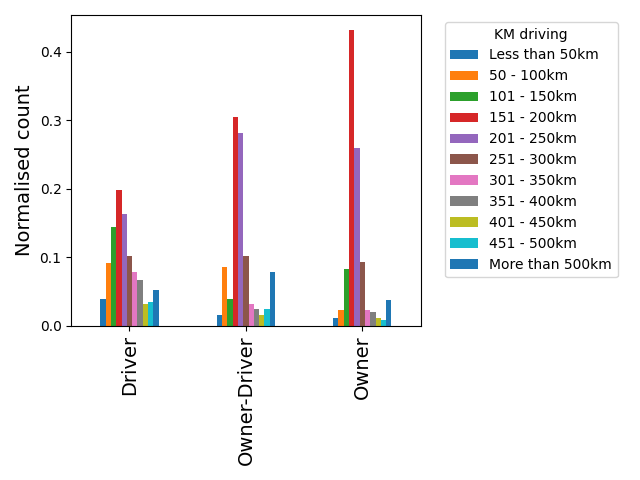 Normalised count
0.4
0.3
0.2
0.1
0.0
Driver
Owner-Driver
Owner
KM driving
Less than 50km
50 - 100km
101 - 150km
151 - 200km
201 - 250km
251 - 300km
301 - 350km
351 - 400km
401 - 450km
451 - 500km
More than 500km